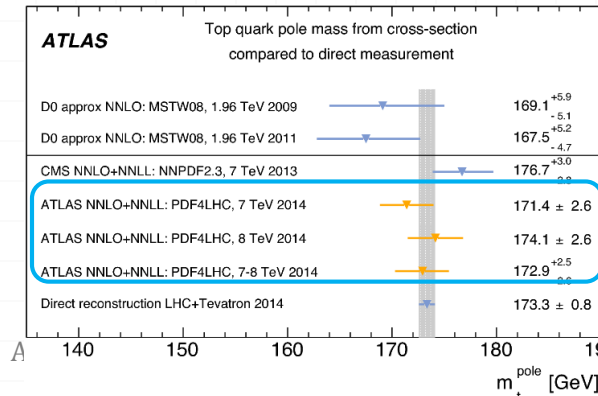 ATLAS
Top quark pole mass from cross-section
compared to direct measurement
D0 approx NNLO: MSTW08, 1.96 TeV 2009 169.1 +5.9 - 5.1
D0 approx NNLO: MSTW08, 1.96 TeV 2011 167.5 +5.2 - 4.7
CMS NNLO+NNLL: NNPDF2.3, 7 TeV 2013 176.7 +3.0
ATLAS NNLO+NNLL: PDF4LHC, 7 TeV 2014 171.4 ± 2.6
ATLAS NNLO+NNLL: PDF4LHC, 8 TeV 2014 174.1 ± 2.6
ATLAS NNLO+NNLL: PDF4LHC, 7-8 TeV 2014 172.9 +2.5
Direct reconstruction LHC+Tevatron 2014 173.3 ± 0.8
140 150 160 170 180
A
m t pole [GeV]